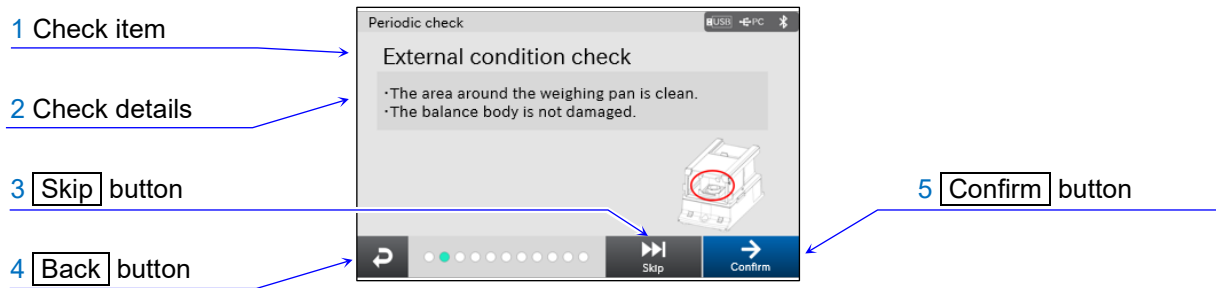 1 Check item
2 Check details
3 Skip button
4 Back button
Periodic check USB PC
External condition check
·The area around the weighing pan is clean.
·The balance body is not damaged.
Skip
Confirm
5 Confirm button